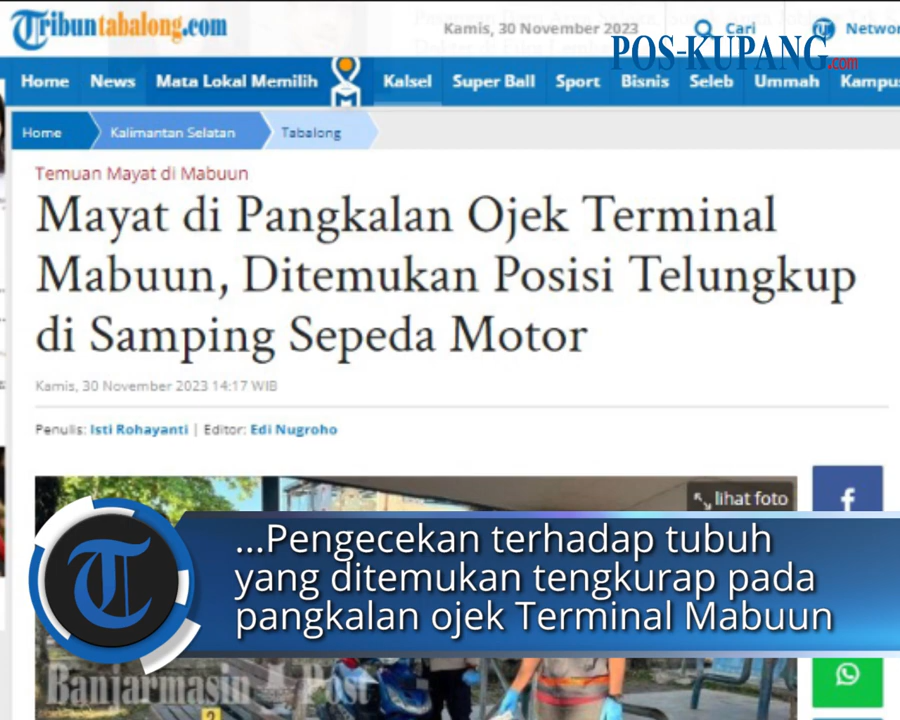 Tribuntabalong.com
Kamis, 30 November 2023
Cari
POS-KUPANG.com
Home News Mata Lokal Memilih Kalsel Super Ball Sport Bisnis Seleb Ummah Kampus
Home Kalimantan Selatan Tabalong
Temuan Mayat di Mabuun
Mayat di Pangkalan Ojek Terminal
Mabuun, Ditemukan Posisi Telungkup
di Samping Sepeda Motor
Kamis, 30 November 2023 14:17 WIB
Penulis: Isti Rohayanti | Editor: Edi Nugroho
lihat foto
...Pengecekan terhadap tubuh
yang ditemukan tengkurap pada
pangkalan ojek Terminal Mabuun
Banjarmasin Post
2